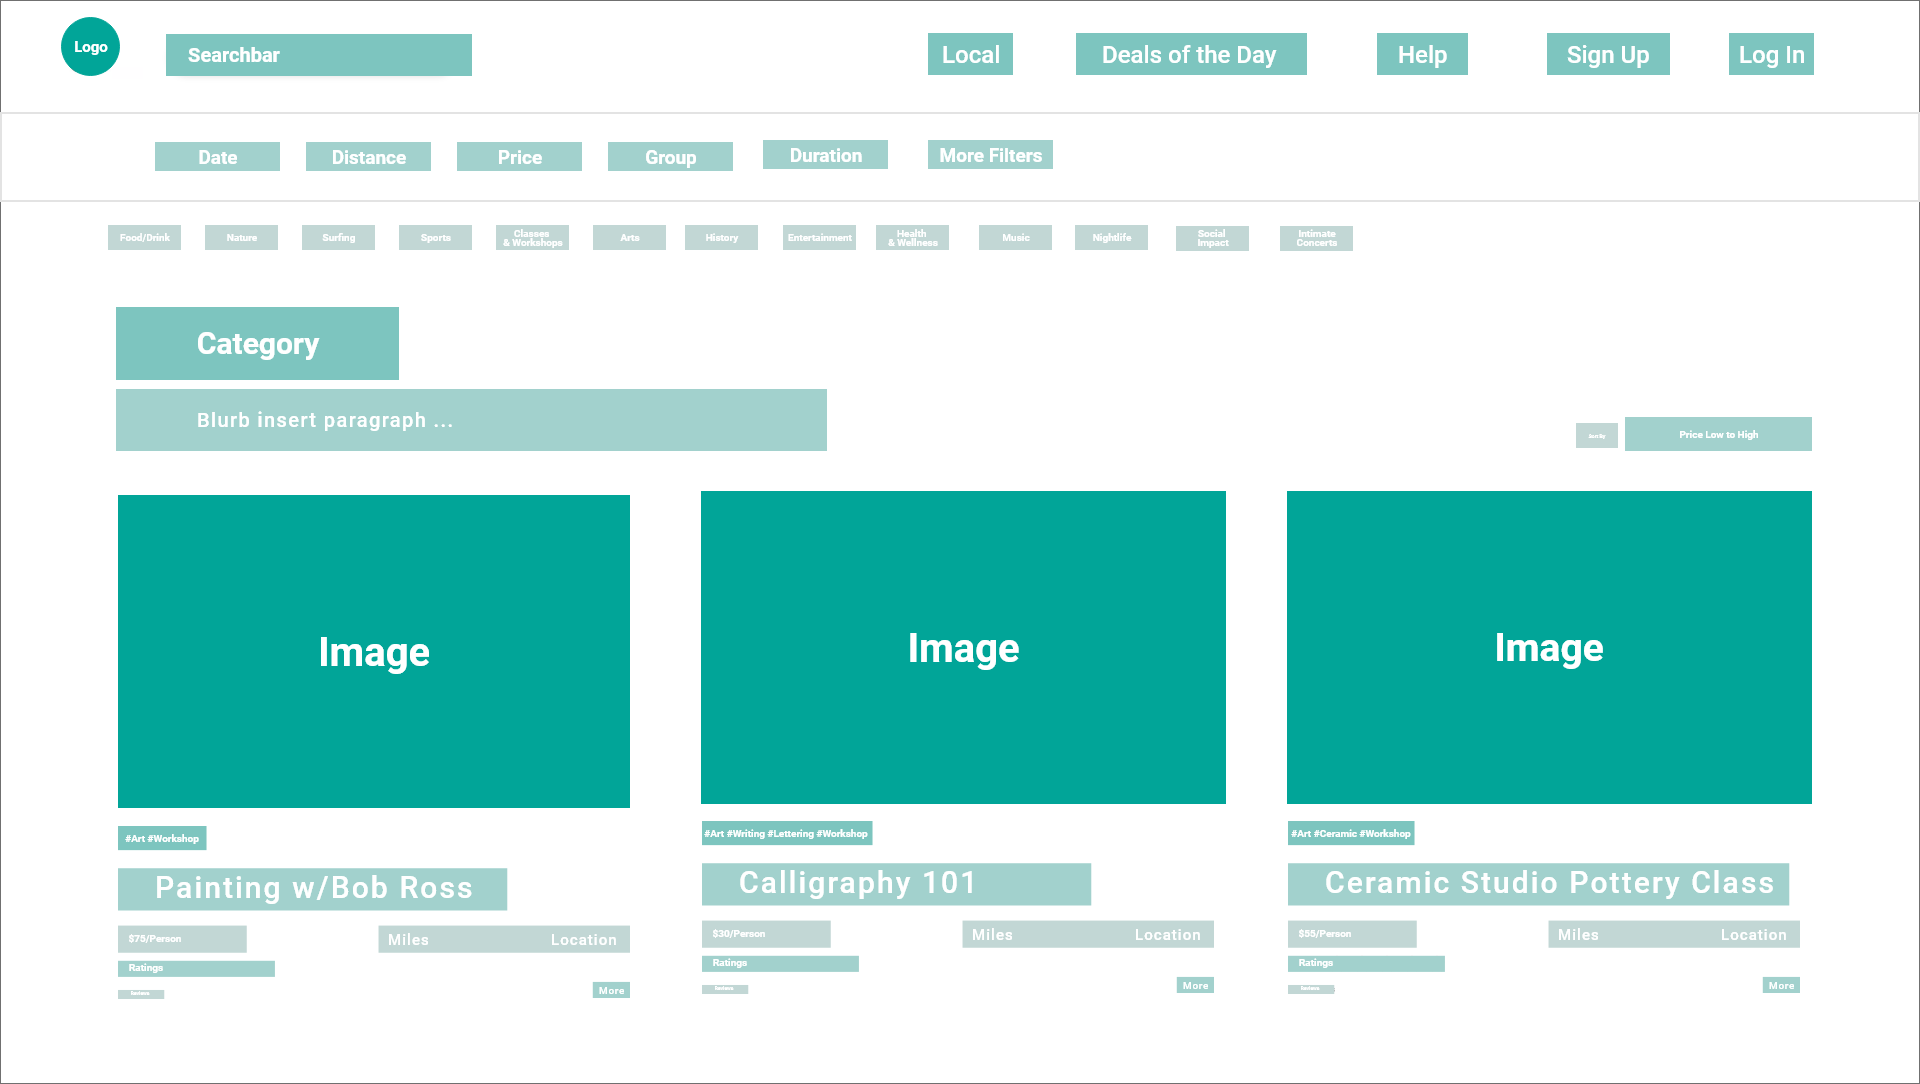 Logo
Searchbar
Local
Deals of the Day
Help
Sign Up
Log In
Date
Distance
Price
Group
Duration
More Filters
Food/Drink
Nature
Surfing
Sports
Classes
& Workshops
Arts
History
Entertainment
Health
& Wellness
Music
Nightlife
Social
Impact
Intimate
Concerts
Category
Blurb insert paragraph ...
Sort By
Price Low to High
Image
Image
Image
#Art #Workshop
Painting w/Bob Ross
$75/Person
Miles
Location
Ratings
Reviews
More
#Art #Writing #Lettering #Workshop
Calligraphy 101
$30/Person
Miles
Location
Ratings
Reviews
More
#Art #Ceramic #Workshop
Ceramic Studio Pottery Class
$55/Person
Miles
Location
Ratings
Reviews
More